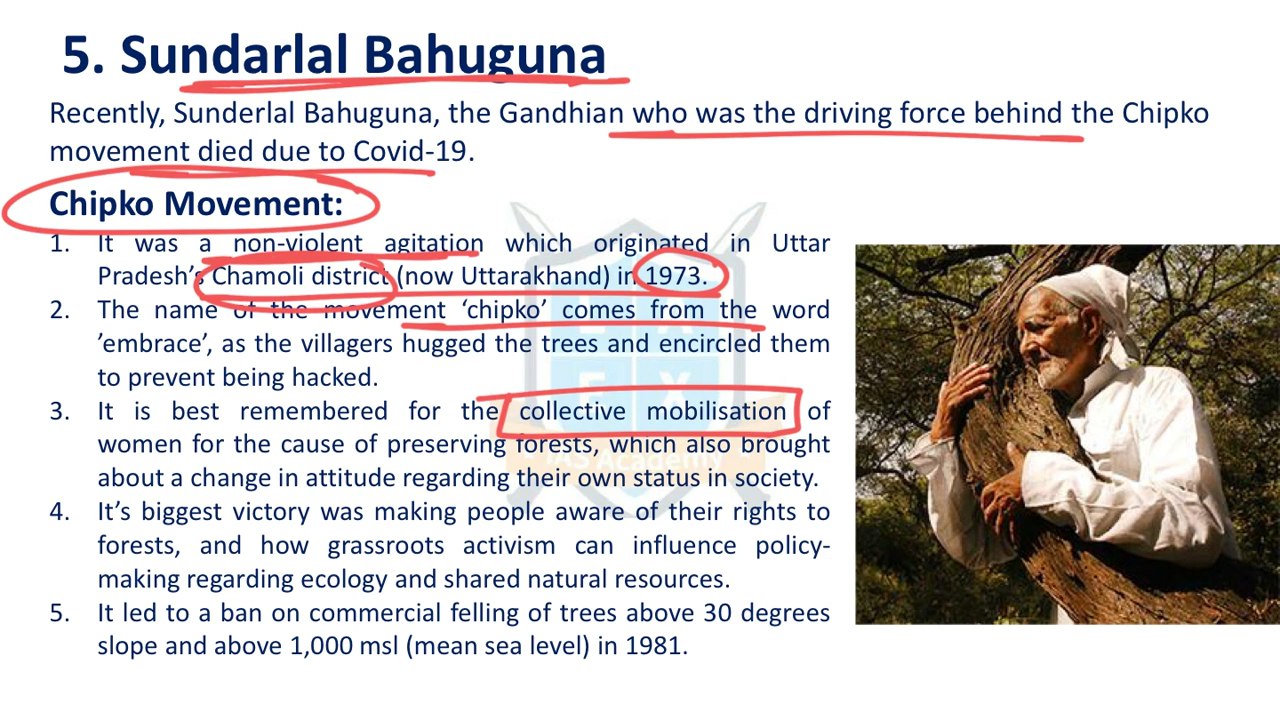 5. Sundarlal Bahuguna
Recently, Sunderlal Bahuguna, the Gandhian who was the driving force behind the Chipko
movement died due to Covid-19.
Chipko Movement:
1. It was a non-violent agitation which originated in Uttar
Pradesh's Chamoli district (now Uttarakhand) in 1973.
2. The name of the movement ‘chipko’ comes from the word
’embrace’, as the villagers hugged the trees and encircled them
to prevent being hacked.
3. It is best remembered for the collective mobilisation of
women for the cause of preserving forests, which also brought
about a change in attitude regarding their own status in society.
4. It’s biggest victory was making people aware of their rights to
forests, and how grassroots activism can influence policy-
making regarding ecology and shared natural resources.
5. It led to a ban on commercial felling of trees above 30 degrees
slope and above 1,000 msl (mean sea level) in 1981.
IAS Academy